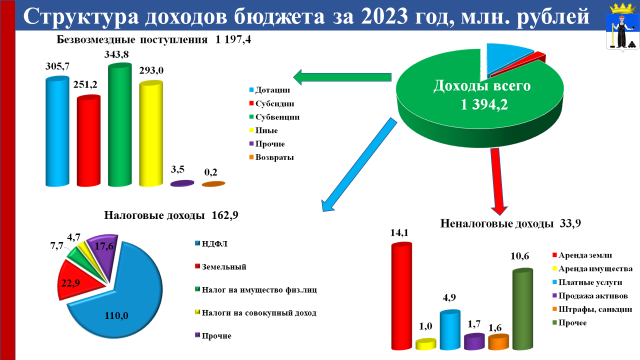 Структура доходов бюджета за 2023 год, млн. рублей
Безвозмездные поступления 1 197,4
305,7
251,2
343,8
293,0
3,5
0,2
Дотации
Субсидии
Субвенции
Иные
Прочие
Возвраты
Доходы всего
1 394,2
Налоговые доходы 162,9
110,0
22,9
7,7
4,7
17,6
НДФЛ
Земельный
Налог на имущество физ.лиц
Налоги на совокупный доход
Прочие
Неналоговые доходы 33,9
14,1
1,0
4,9
1,7
1,6
10,6
Аренда земли
Аренда имущества
Платные услуги
Продажа активов
Штрафы, санкции
Прочее